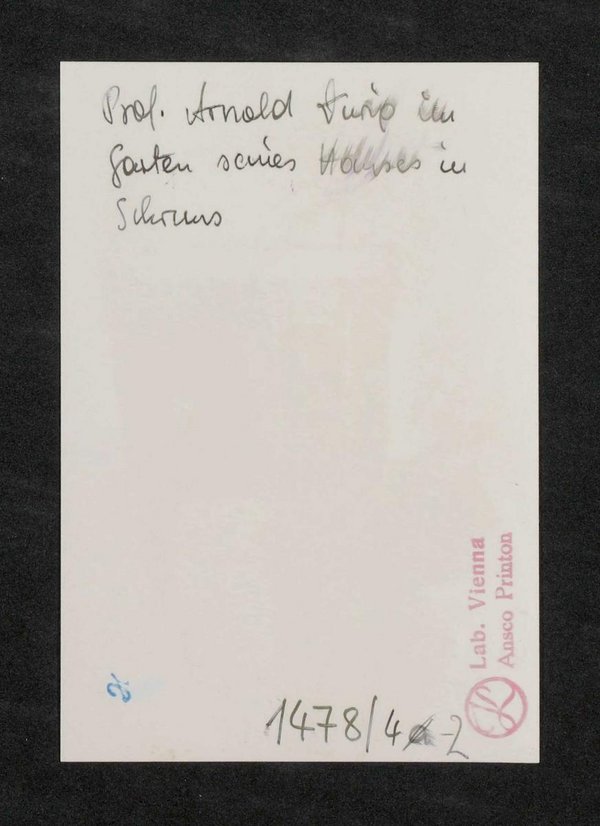 Prof. Arnold Durig im
Garten seines Hauses in
Schruns
Lab. Vienna
Ansco Printon
1478/4 -2